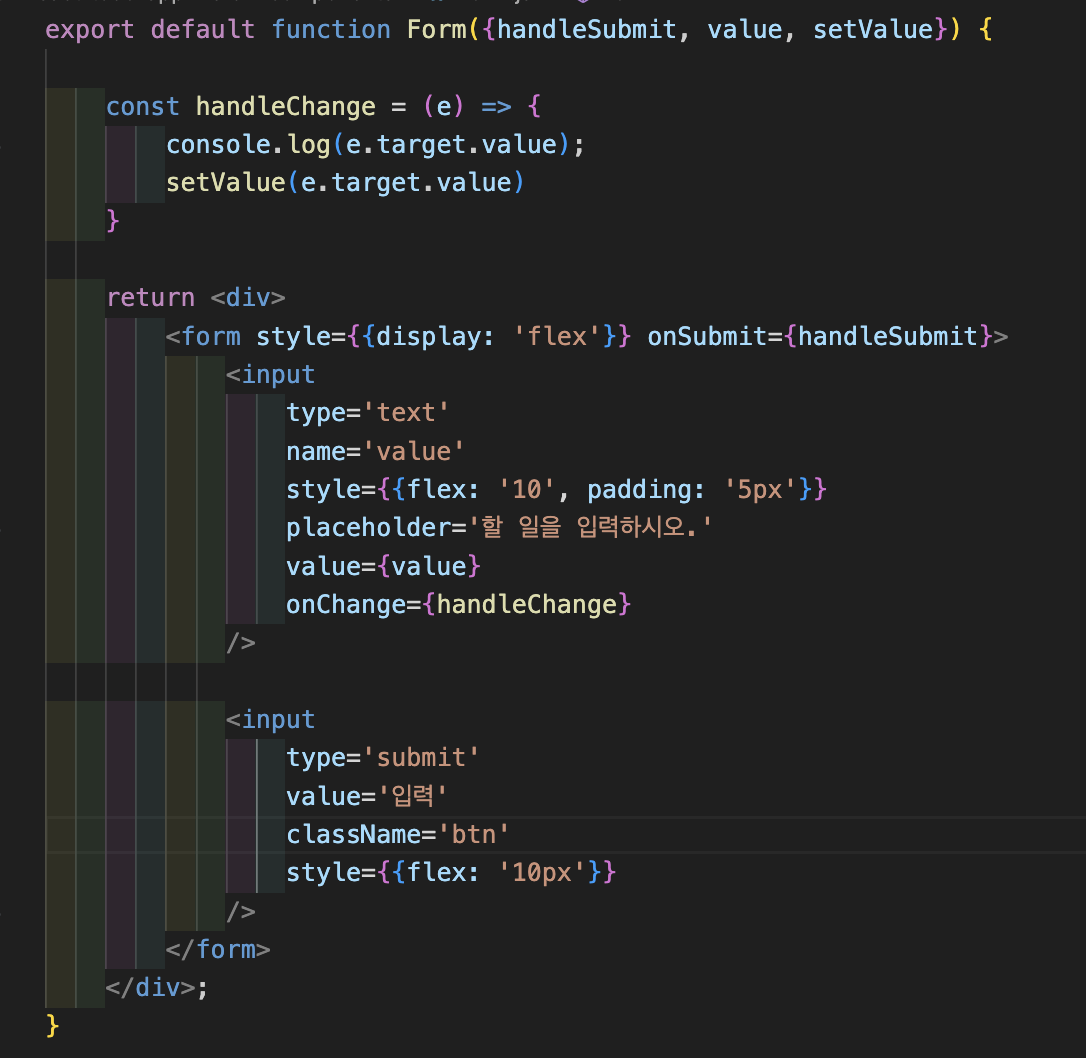 export default function Form({handleSubmit, value, setValue}) {
const handleChange = (e) => {
console.log(e.target.value);
setValue(e.target.value)
}
return <div>
<form style={{display: 'flex'}} onSubmit={handleSubmit}>
<input
type='text'
name='value'
style={{flex: '10', padding: '5px'}}
placeholder='할 일을 입력하시오.'
value={value}
onChange={handleChange}
/>
<input
type='submit'
value='입력'
className='btn'
style={{flex: '10px'}}
/>
</form>
</div>;
}